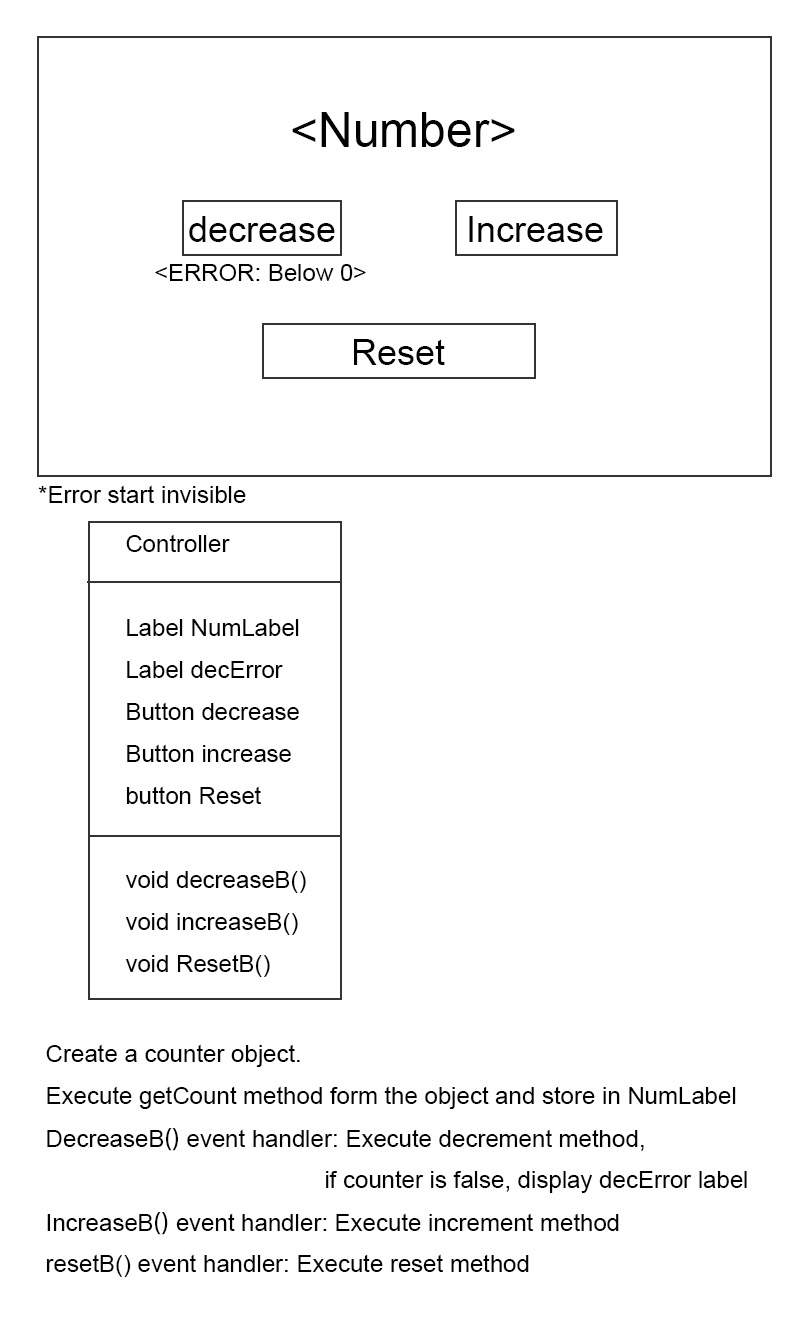 <Number>
decrease
Increase
<ERROR: Below 0>
Reset
*Error start invisible
Controller
Label NumLabel
Label decError
Button decrease
Button increase
button Reset
void decreaseB()
void increaseB()
void ResetB()
Create a counter object.
Execute getCount method form the object and store in NumLabel
DecreaseB() event handler: Execute decrement method,
if counter is false, display decError label
IncreaseB() event handler: Execute increment method
resetB() event handler: Execute reset method